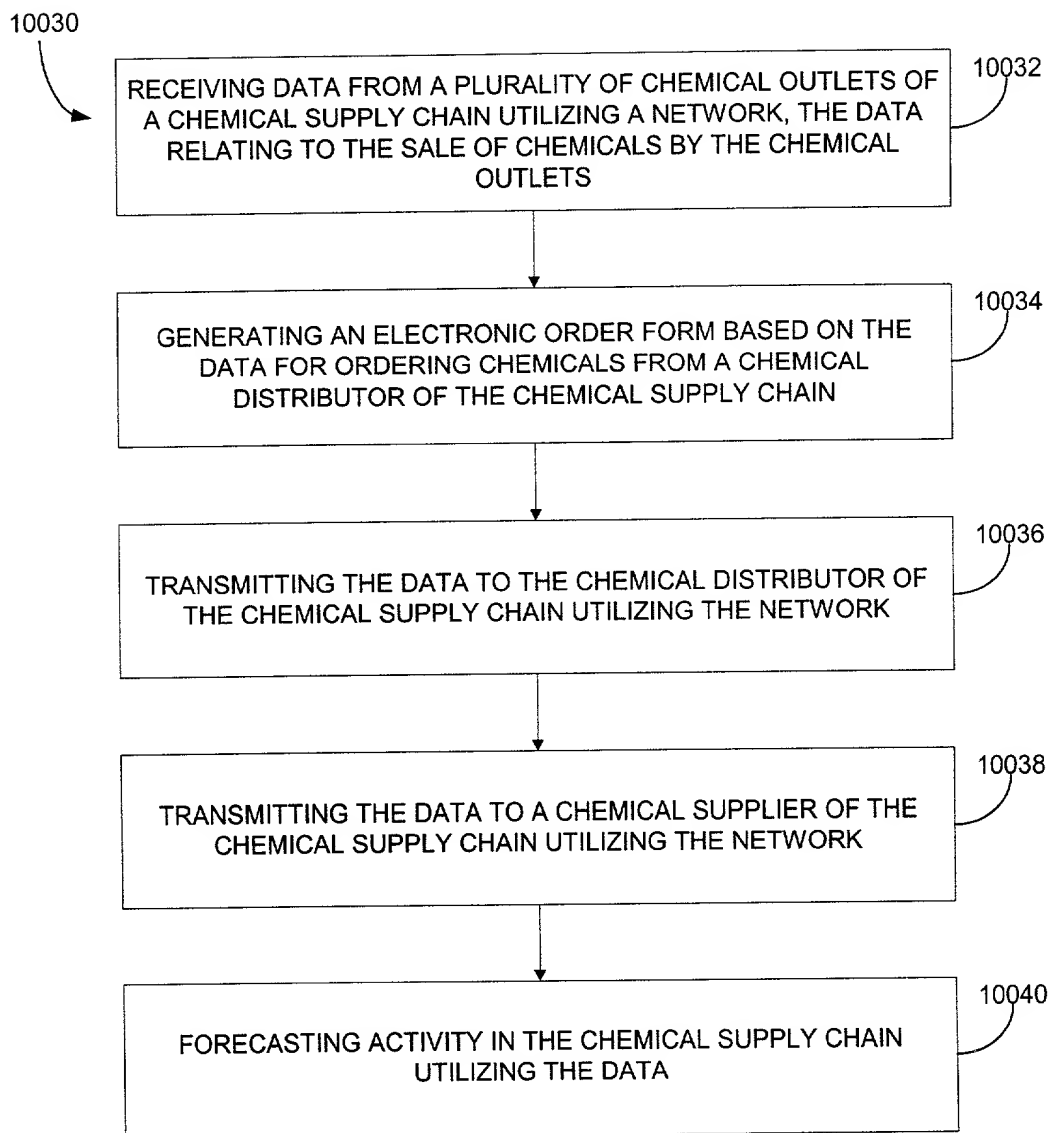 10030
10032
RECEIVING DATA FROM A PLURALITY OF CHEMICAL OUTLETS OF
A CHEMICAL SUPPLY CHAIN UTILIZING A NETWORK, THE DATA
RELATING TO THE SALE OF CHEMICALS BY THE CHEMICAL
OUTLETS
10034
GENERATING AN ELECTRONIC ORDER FORM BASED ON THE
DATA FOR ORDERING CHEMICALS FROM A CHEMICAL
DISTRIBUTOR OF THE CHEMICAL SUPPLY CHAIN
10036
TRANSMITTING THE DATA TO THE CHEMICAL DISTRIBUTOR OF
THE CHEMICAL SUPPLY CHAIN UTILIZING THE NETWORK
10038
TRANSMITTING THE DATA TO A CHEMICAL SUPPLIER OF THE
CHEMICAL SUPPLY CHAIN UTILIZING THE NETWORK
10040
FORECASTING ACTIVITY IN THE CHEMICAL SUPPLY CHAIN
UTILIZING THE DATA